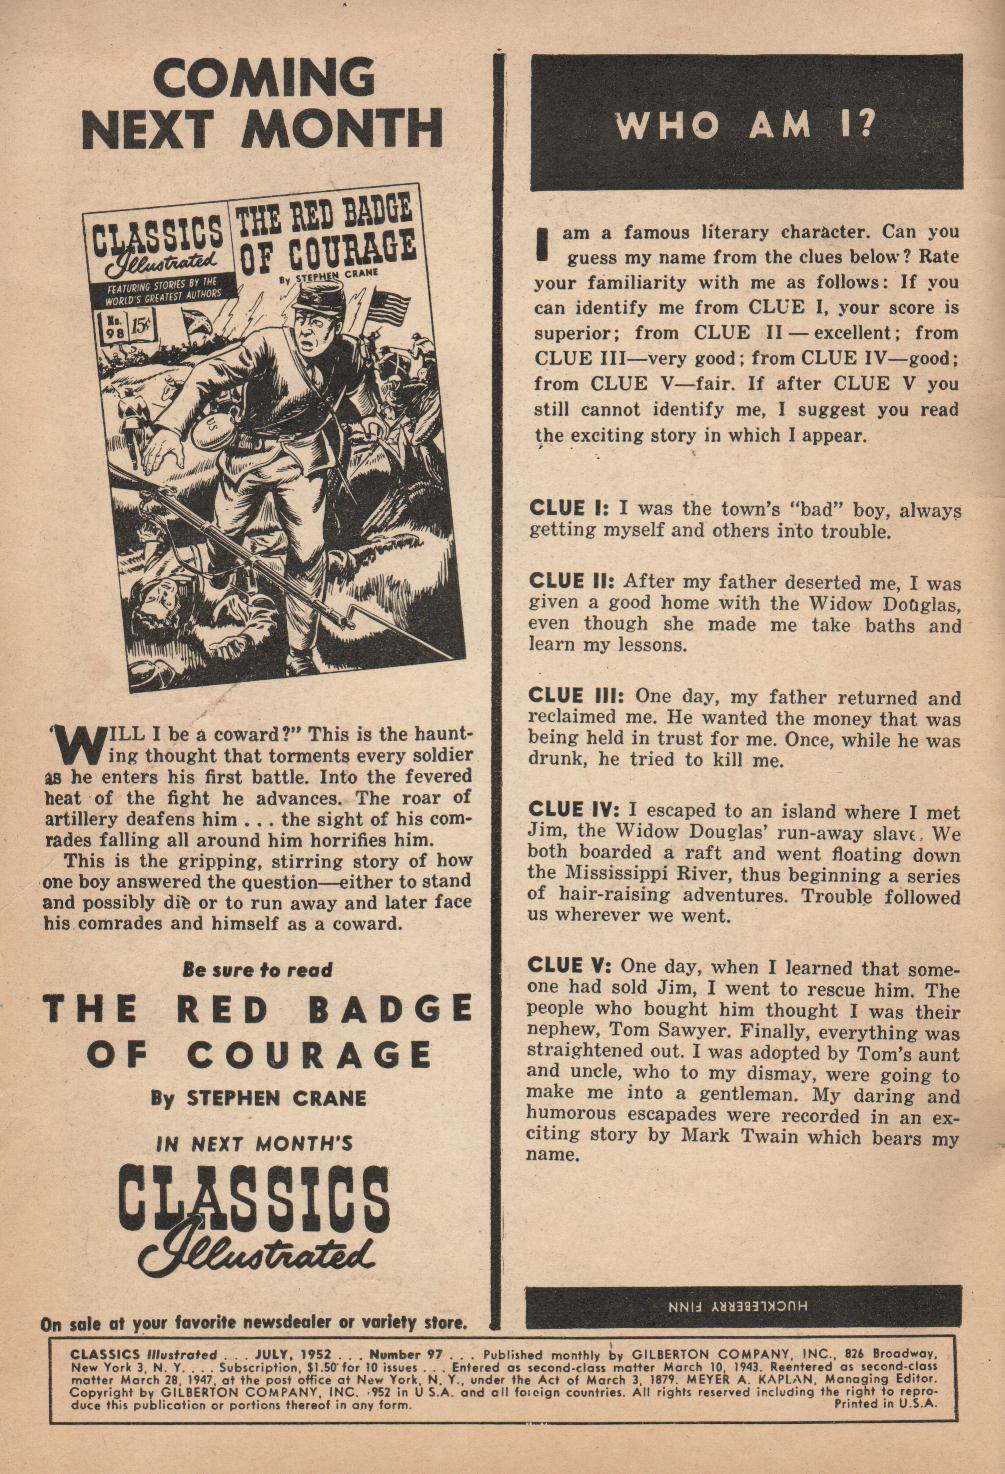 COMING
NEXT MONTH
CLASSICS
Illustrated
FEATURING STORIES BY THE
WORLD'S GREATEST AUTHORS
No.
98
15¢
THE RED BADGE
OF COURAGE
By STEPHEN CRANE
US
'WILL I be a coward?" This is the haunt-
ing thought that torments every soldier
as he enters his first battle. Into the fevered
heat of the fight he advances. The roar of
artillery deafens him . . . the sight of his com-
rades falling all around him horrifies him.
This is the gripping, stirring story of how
one boy answered the question—either to stand
and possibly die or to run away and later face
his comrades and himself as a coward.
Be sure to read
THE RED BADGE
OF COURAGE
By STEPHEN CRANE
IN NEXT MONTH'S
CLASSICS
Illustrated
On sale at your favorite newsdealer or variety store.
WHO AM I?
I am a famous literary character. Can you
guess my name from the clues below? Rate
your familiarity with me as follows: If you
can identify me from CLUE I, your score is
superior; from CLUE II — excellent; from
CLUE III—very good; from CLUE IV—good;
from CLUE V—fair. If after CLUE V you
still cannot identify me, I suggest you read
the exciting story in which I appear.
CLUE I: I was the town's "bad" boy, always
getting myself and others into trouble.
CLUE II: After my father deserted me, I was
given a good home with the Widow Douglas,
even though she made me take baths and
learn my lessons.
CLUE III: One day, my father returned and
reclaimed me. He wanted the money that was
being held in trust for me. Once, while he was
drunk, he tried to kill me.
CLUE IV: I escaped to an island where I met
Jim, the Widow Douglas' run-away slave. We
both boarded a raft and went floating down
the Mississippi River, thus beginning a series
of hair-raising adventures. Trouble followed
us wherever we went.
CLUE V: One day, when I learned that some-
one had sold Jim, I went to rescue him. The
people who bought him thought I was their
nephew, Tom Sawyer. Finally, everything was
straightened out. I was adopted by Tom's aunt
and uncle, who to my dismay, were going to
make me into a gentleman. My daring and
humorous escapades were recorded in an ex-
citing story by Mark Twain which bears my
name.
HUCKLEBERRY FINN
CLASSICS Illustrated . . . JULY, 1952 . . . Number 97 . . . Published monthly by GILBERTON COMPANY, INC., 826 Broadway,
New York 3, N. Y. . . . Subscription, $1.50 for 10 issues . . . Entered as second-class matter March 10, 1943. Reentered as second-class
matter March 28, 1947, at the post office at New York, N. Y., under the Act of March 3, 1879. MEYER A. KAPLAN, Managing Editor.
Copyright by GILBERTON COMPANY, INC. 1952 in U.S.A. and all foreign countries. All rights reserved including the right to repro-
duce this publication or portions thereof in any form. Printed in U.S.A.